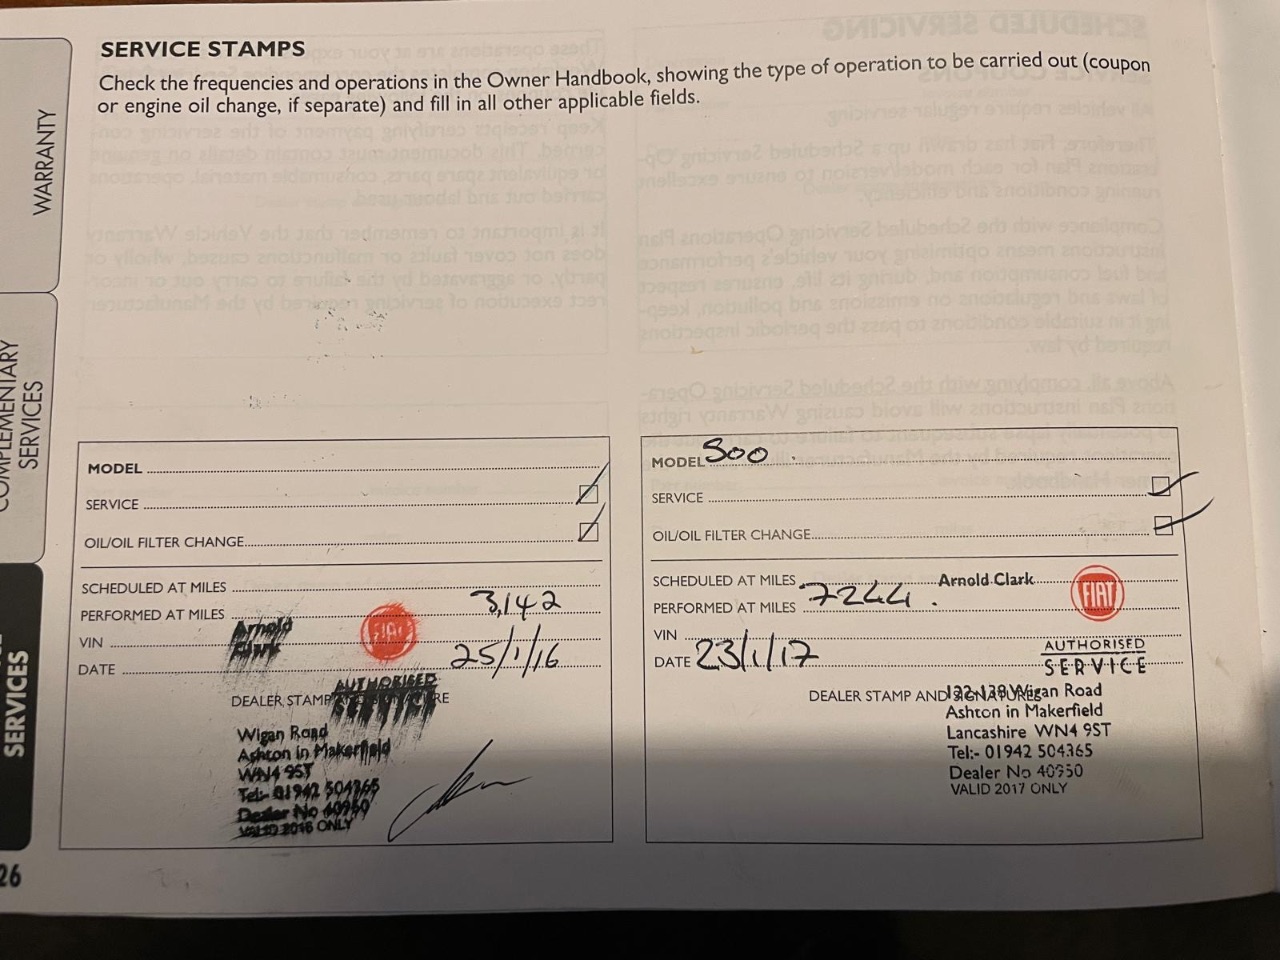 SERVICE STAMPS
Check the frequencies and operations in the Owner Handbook, showing the type of operation to be carried out (coupon
or engine oil change, if separate) and fill in all other applicable fields.
WARRANTY
COMPLEMENTARY
SERVICES
SERVICES
26
MODEL
SERVICE
OIL/OIL FILTER CHANGE
SCHEDULED AT MILES
PERFORMED AT MILES 3,142
VIN
DATE 25/1/16
Arnold
Clark
FIAT
AUTHORISED
SERVICE
DEALER STAMP
Wigan Road
Ashton in Makerfield
WN4 9ST
Tel:- 01942 504365
Dealer No 40950
VALID 2016 ONLY
MODEL 500
SERVICE
OIL/OIL FILTER CHANGE
SCHEDULED AT MILES
PERFORMED AT MILES 7244.
VIN
DATE 23/1/17
Arnold Clark
FIAT
AUTHORISED
SERVICE
DEALER STAMP AND SIGNATURE
122-138 Wigan Road
Ashton in Makerfield
Lancashire WN4 9ST
Tel:- 01942 504365
Dealer No 40950
VALID 2017 ONLY